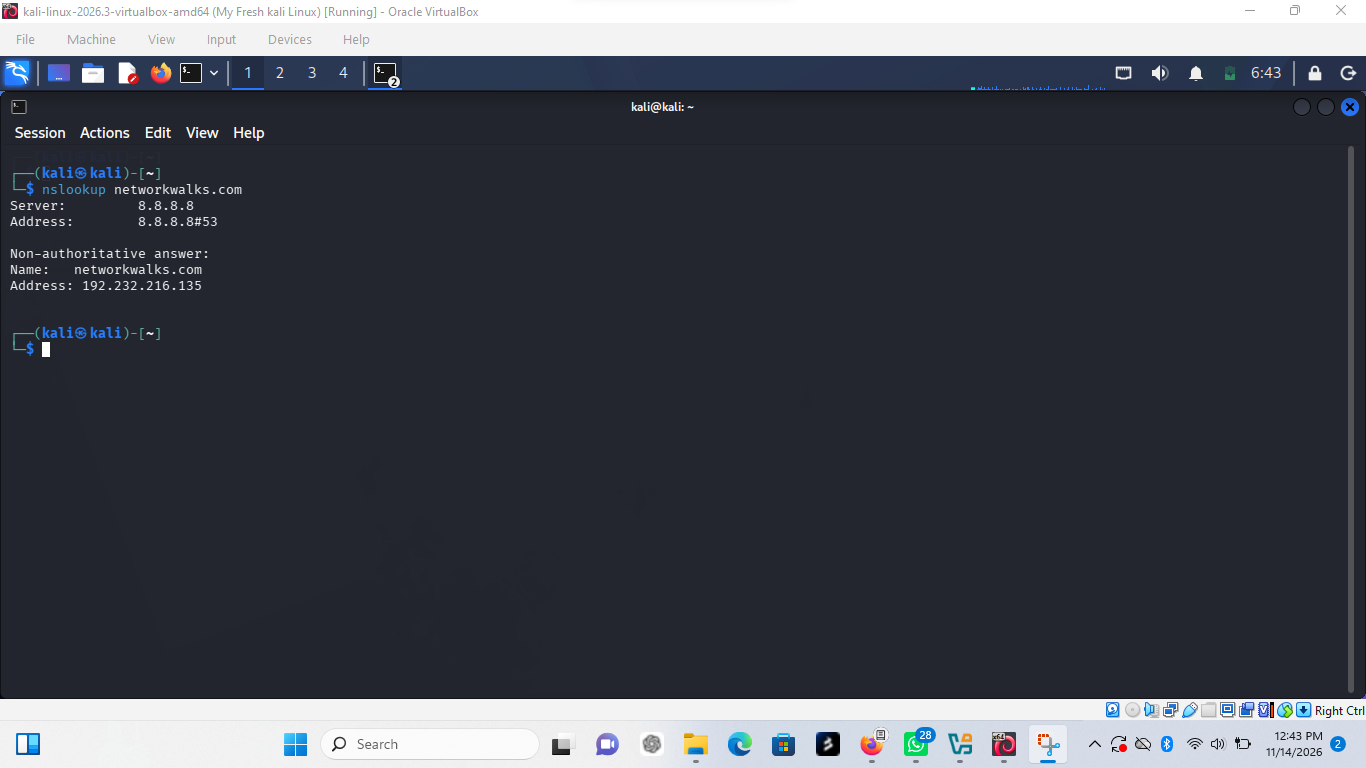 kali-linux-2026.3-virtualbox-amd64 (My Fresh kali Linux) [Running] - Oracle VirtualBox
File Machine View Input Devices Help
1 2 3 4 2 6:43
kali@kali: ~
Session Actions Edit View Help
┌──(kali㉿kali)-[~]
└─$ nslookup networkwalks.com
Server: 8.8.8.8
Address: 8.8.8.8#53
Non-authoritative answer:
Name: networkwalks.com
Address: 192.232.216.135
┌──(kali㉿kali)-[~]
└─$
Right Ctrl
Search 28 x64 12:43 PM
11/14/2026 2